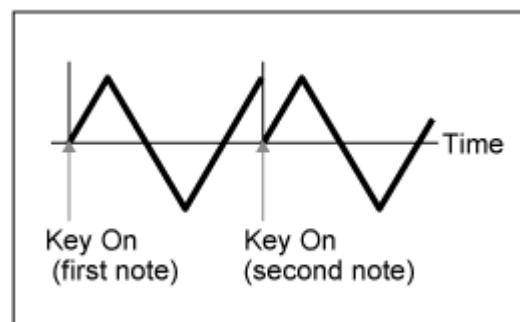 Time
Key On
(first note)
Key On
(second note)